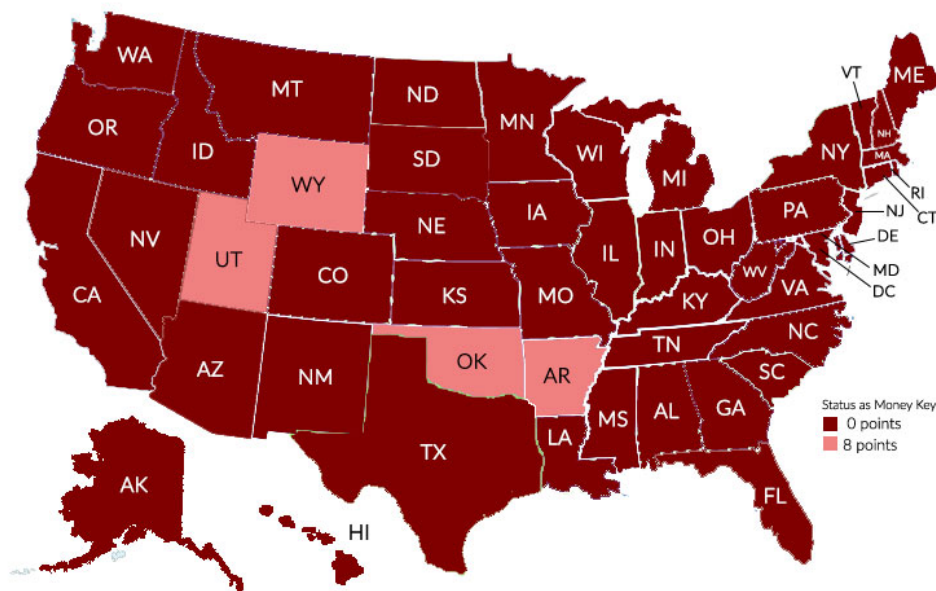 WA
MT
ND
MN
VT
ME
OR
ID
SD
WI
MI
NY
NH
MA
WY
RI
CT
NE
IA
PA
NJ
NV
UT
CO
IL
IN
OH
DE
CA
KS
MO
WV
MD
KY
VA
DC
AZ
NM
OK
AR
TN
NC
SC
TX
LA
MS
AL
GA
Status as Money Key
0 points
8 points
AK
HI
FL